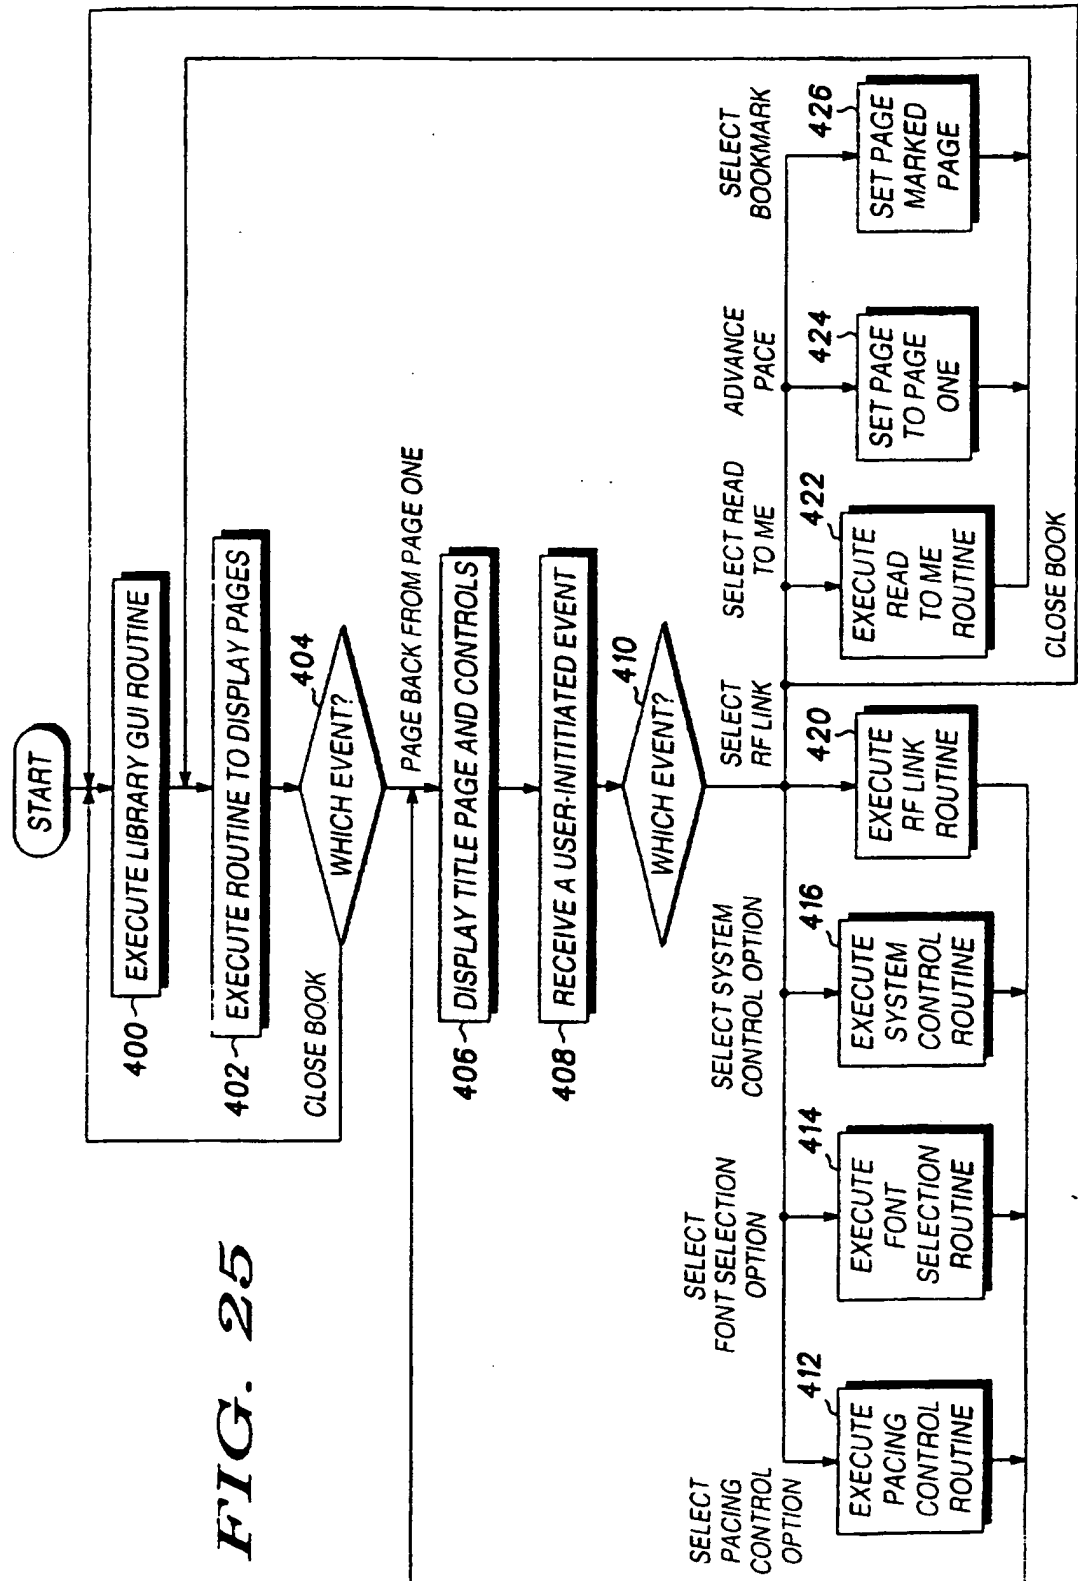 FIG. 25
START
EXECUTE LIBRARY GUI ROUTINE
400
EXECUTE ROUTINE TO DISPLAY PAGES
402
WHICH EVENT?
404
CLOSE BOOK
PAGE BACK FROM PAGE ONE
DISPLAY TITLE PAGE AND CONTROLS
406
RECEIVE A USER-INITITIATED EVENT
408
WHICH EVENT?
410
SELECT
PACING
CONTROL
OPTION
412
EXECUTE
PACING
CONTROL
ROUTINE
SELECT
FONT SELECTION
OPTION
414
EXECUTE
FONT
SELECTION
ROUTINE
SELECT SYSTEM
CONTROL OPTION
416
EXECUTE
SYSTEM
CONTROL
ROUTINE
SELECT
RF LINK
420
EXECUTE
RF LINK
ROUTINE
SELECT READ
TO ME
422
EXECUTE
READ
TO ME
ROUTINE
ADVANCE
PACE
424
SET PAGE
TO PAGE
ONE
SELECT
BOOKMARK
426
SET PAGE
MARKED
PAGE
CLOSE BOOK